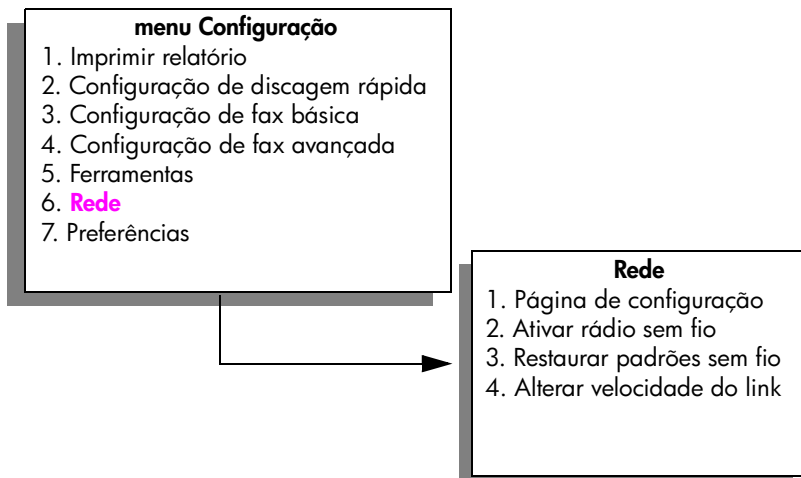 menu Configuração
1. Imprimir relatório
2. Configuração de discagem rápida
3. Configuração de fax básica
4. Configuração de fax avançada
5. Ferramentas
6. Rede
7. Preferências
Rede
1. Página de configuração
2. Ativar rádio sem fio
3. Restaurar padrões sem fio
4. Alterar velocidade do link